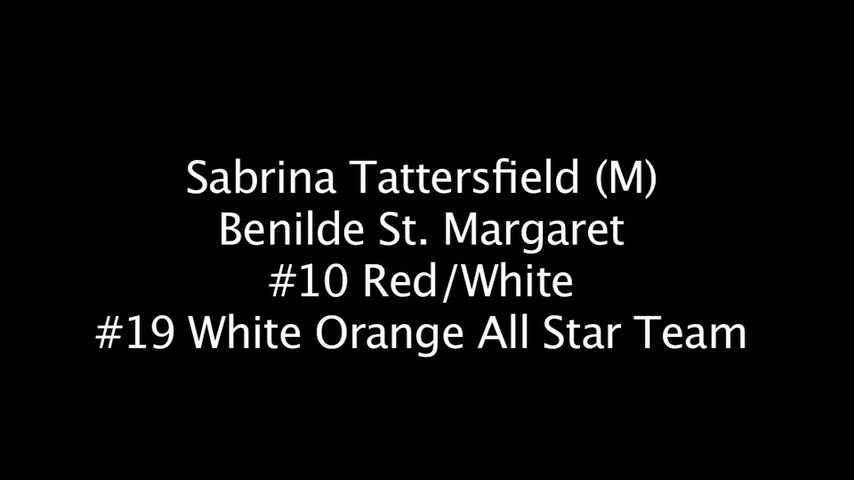 Sabrina Tattersfield (M)
Benilde St. Margaret
#10 Red/White
#19 White Orange All Star Team